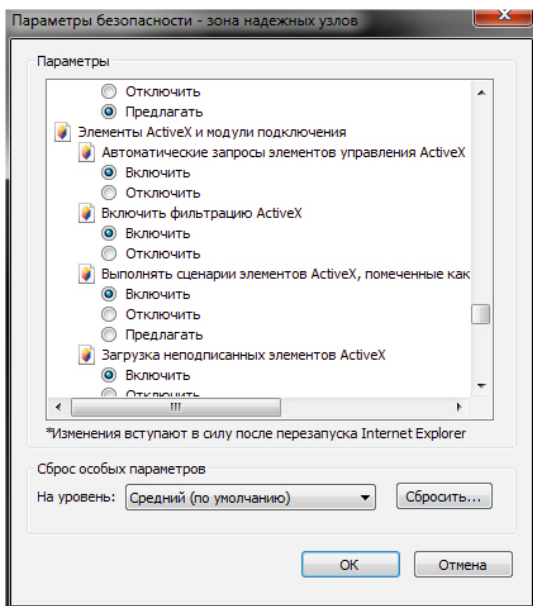 Параметры безопасности - зона надежных узлов
Параметры
Отключить
Предлагать
Элементы ActiveX и модули подключения
Автоматические запросы элементов управления ActiveX
Включить
Отключить
Включить фильтрацию ActiveX
Включить
Отключить
Выполнять сценарии элементов ActiveX, помеченные как
Включить
Отключить
Предлагать
Загрузка неподписанных элементов ActiveX
Включить
Отключить
*Изменения вступают в силу после перезапуска Internet Explorer
Сброс особых параметров
На уровень: Средний (по умолчанию) Сбросить...
ОК Отмена